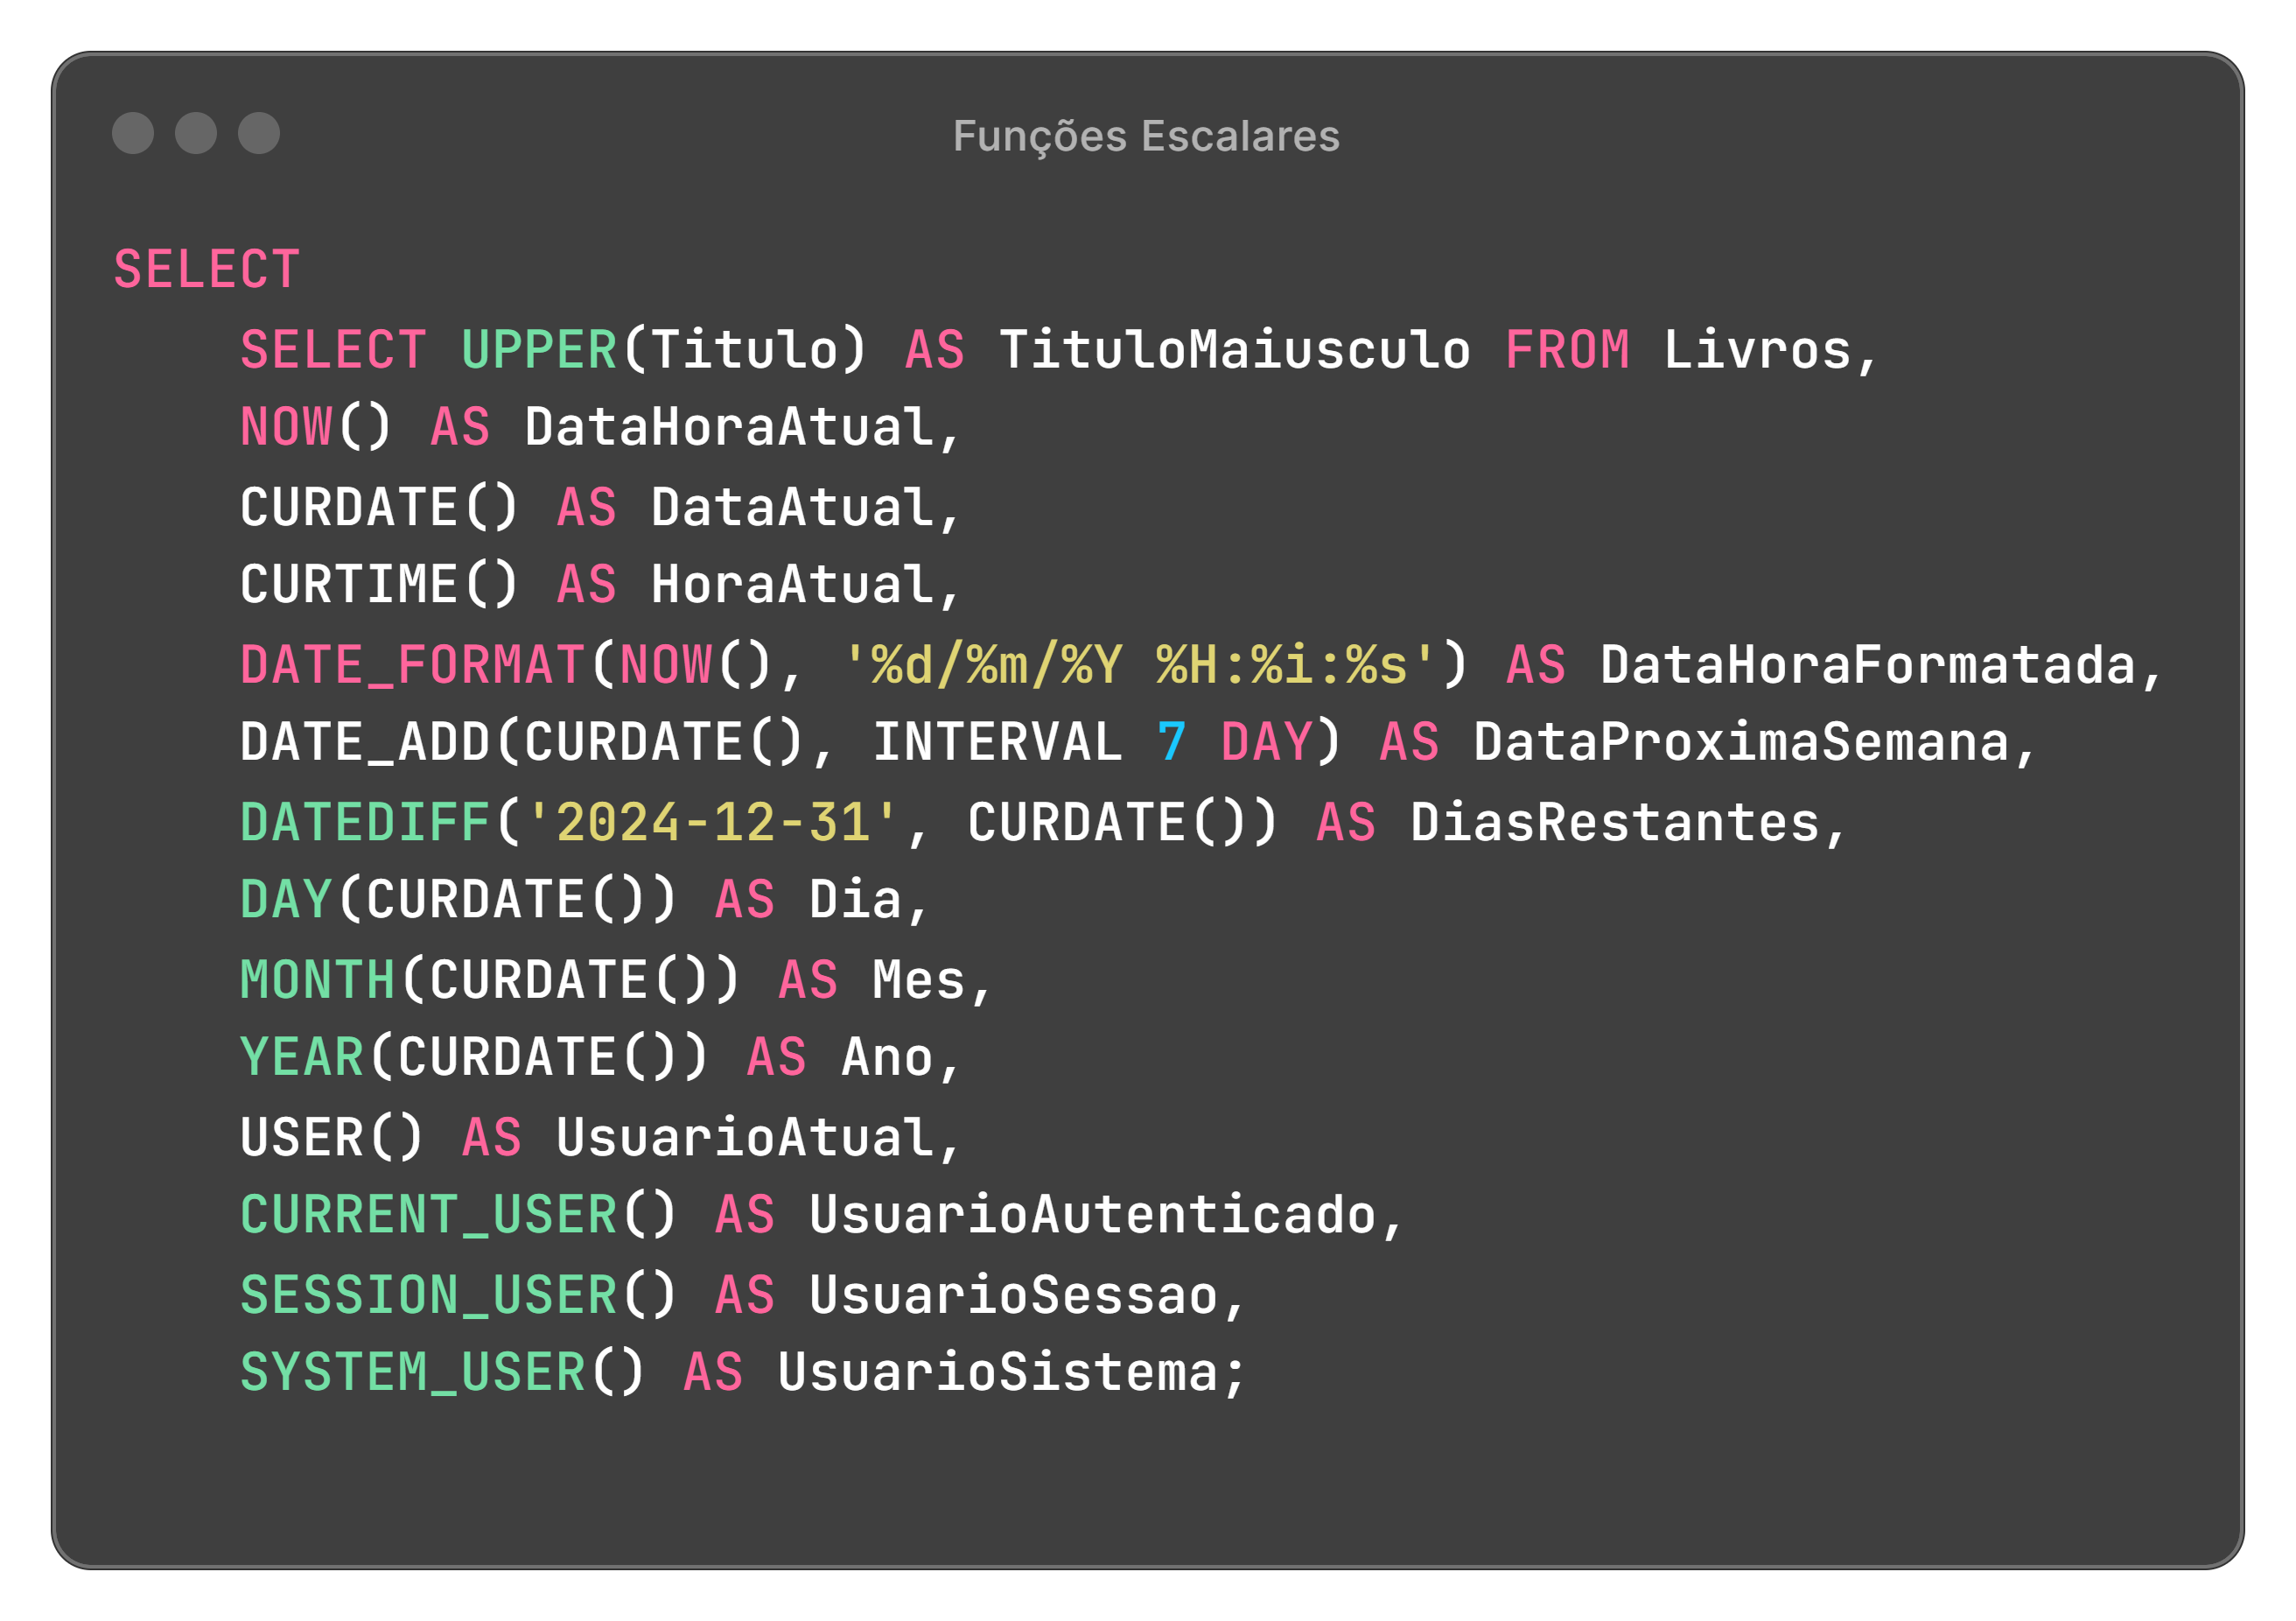 Funções Escalares
SELECT
    SELECT UPPER(Titulo) AS TituloMaiusculo FROM Livros,
    NOW() AS DataHoraAtual,
    CURDATE() AS DataAtual,
    CURTIME() AS HoraAtual,
    DATE_FORMAT(NOW(), '%d/%m/%Y %H:%i:%s') AS DataHoraFormatada,
    DATE_ADD(CURDATE(), INTERVAL 7 DAY) AS DataProximaSemana,
    DATEDIFF('2024-12-31', CURDATE()) AS DiasRestantes,
    DAY(CURDATE()) AS Dia,
    MONTH(CURDATE()) AS Mes,
    YEAR(CURDATE()) AS Ano,
    USER() AS UsuarioAtual,
    CURRENT_USER() AS UsuarioAutenticado,
    SESSION_USER() AS UsuarioSessao,
    SYSTEM_USER() AS UsuarioSistema;